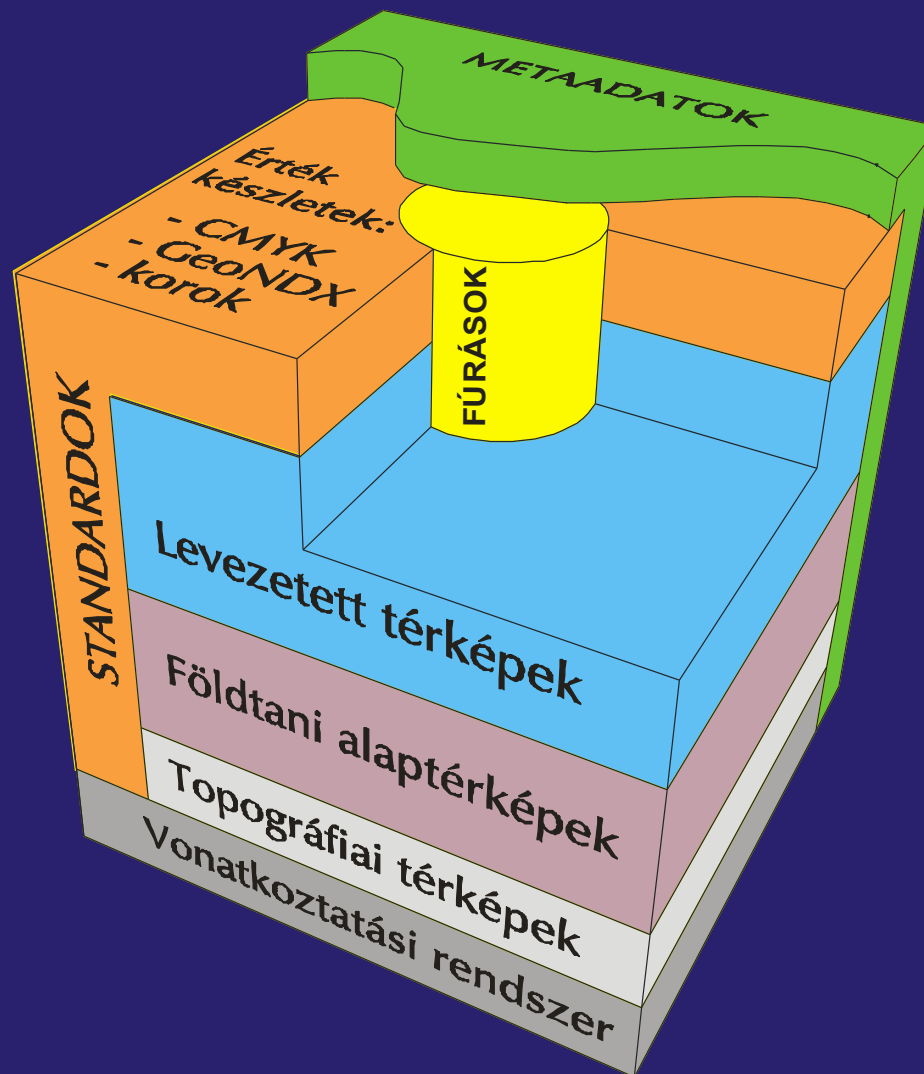 METAADATOK
Érték
készletek:
- CMYK
- GeoNDX
- korok
FÚRÁSOK
STANDARDOK
Levezetett térképek
Földtani alaptérképek
Topográfiai térképek
Vonatkoztatási rendszer